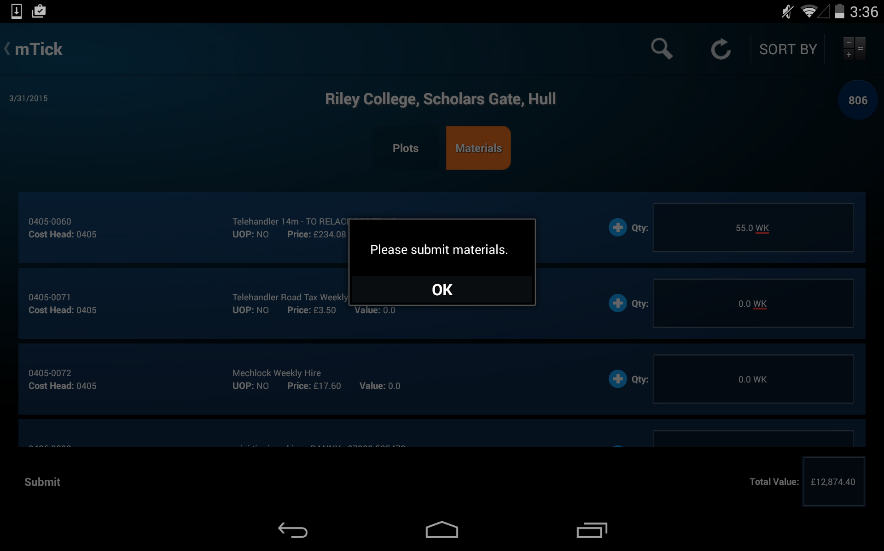 3:36
mTick
SORT BY
3/31/2015
Riley College, Scholars Gate, Hull
806
Plots
Materials
0405-0060
Telehandler 14m - TO
Cost Head: 0405
UOP: NO Price: £234.08
Qty:
55.0 WK
Please submit materials.
OK
0405-0071
Telehandler Road Tax Weekly
Cost Head: 0405
UOP: NO Price: £3.50 Value: 0.0
Qty:
0.0 WK
0405-0072
Mechlock Weekly Hire
Cost Head: 0405
UOP: NO Price: £17.60 Value: 0.0
Qty:
0.0 WK
Submit
Total Value:
£12,874.40